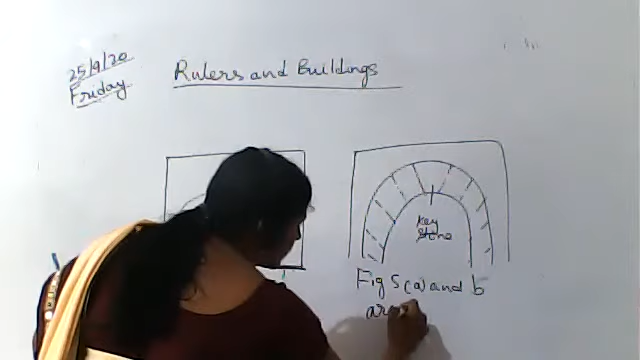 25/9/20
Friday
Rulers and Buildings
Key
Stone
Fig 5(a) and b